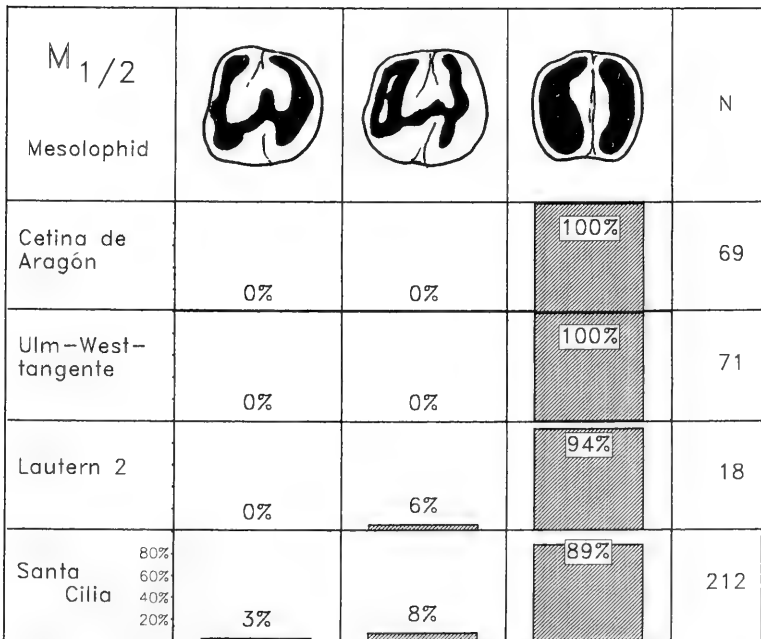 M 1/2
Mesolophid
N
Cetina de
Aragón
0%
0%
100%
69
Ulm-West-
tangente
0%
0%
100%
71
Lautern 2
0%
6%
94%
18
Santa
Cilia
80%
60%
40%
20%
3%
8%
89%
212